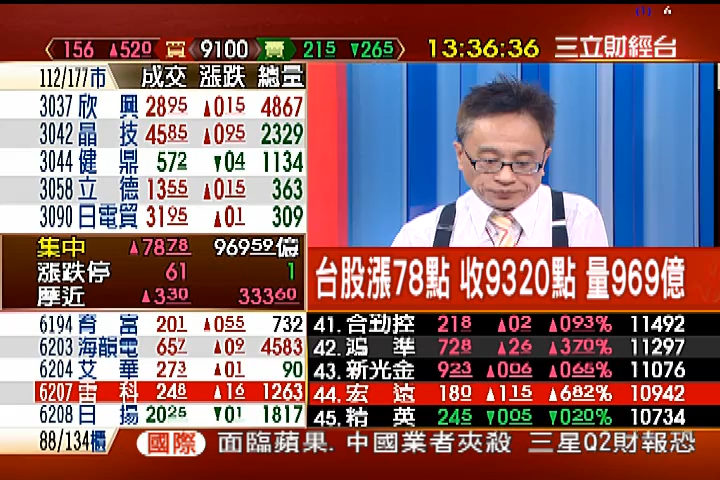 156 ▲520 買 9100 賣 215 ▼265 13:36:36 三立財經台
112/177市 成交 漲跌 總量
3037 欣興 2895 ▲015 4867
3042 晶技 4585 ▲095 2329
3044 健鼎 572 ▼04 1134
3058 立德 1355 ▲015 363
3090 日電貿 3195 ▲01 309
集中 ▲7878 96959億
漲跌停 61 1
摩近 ▲330 33360
台股漲78點 收9320點 量969億
6194 育富 201 ▲055 732
6203 海韻電 657 ▲09 4583
6204 艾華 273 ▲01 90
6207 雷科 248 ▲16 1263
6208 日揚 2025 ▼01 1817
41. 合勤控 218 ▲02 ▲093% 11492
42. 鴻準 728 ▲26 ▲370% 11297
43. 新光金 923 ▲006 ▲065% 11076
44. 宏遠 180 ▲115 ▲682% 10942
45. 精英 245 ▼005 ▼020% 10734
88/134櫃 國際 面臨蘋果. 中國業者夾殺 三星Q2財報恐